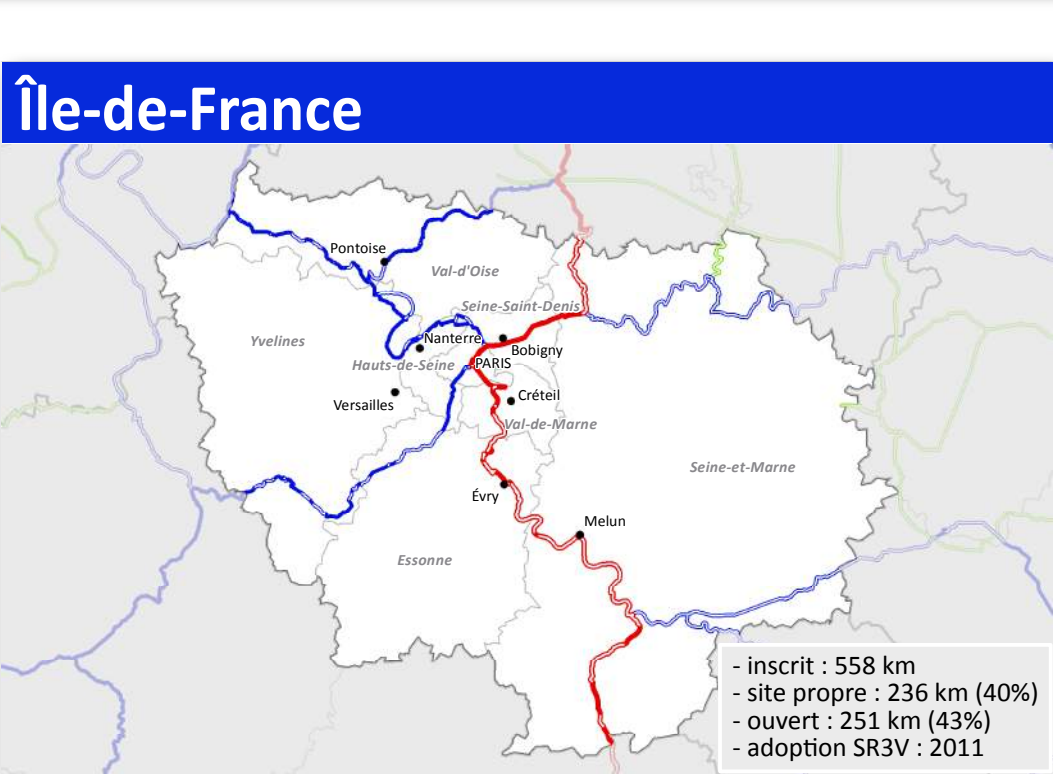 Île-de-France
Pontoise
Val-d'Oise
Seine-Saint-Denis
Yvelines
Nanterre
Bobigny
Hauts-de-Seine
PARIS
Versailles
Créteil
Val-de-Marne
Seine-et-Marne
Évry
Melun
Essonne
- inscrit : 558 km
- site propre : 236 km (40%)
- ouvert : 251 km (43%)
- adoption SR3V : 2011